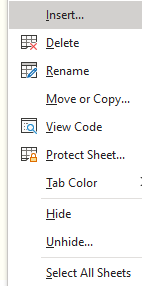 Insert...
Delete
Rename
Move or Copy...
View Code
Protect Sheet...
Tab Color
Hide
Unhide...
Select All Sheets